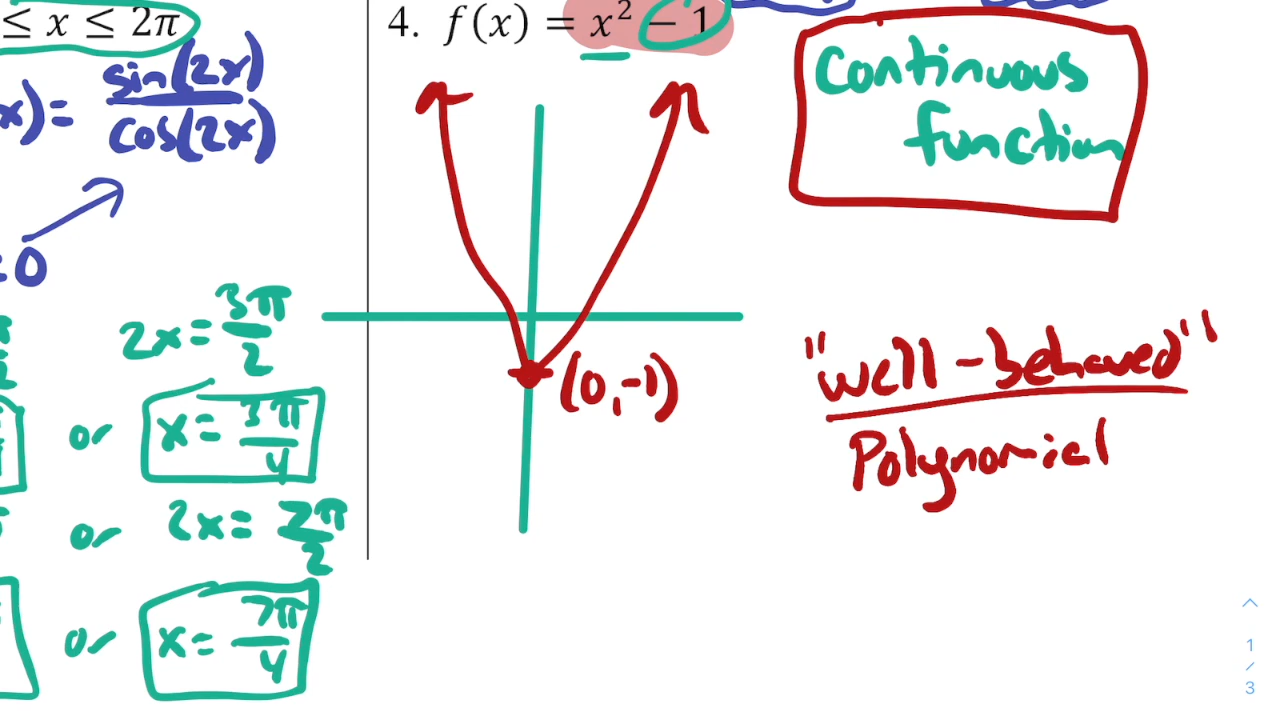 ≤ x ≤ 2π
x) = sin(2x)
cos(2x)
= 0
2x = 3π
2
or x = 3π
4
or 2x = 7π
2
or x = 7π
4
4. f(x) = x² − 1
(0,-1)
Continuous
function
"well-behaved"
Polynomial
1
/
3